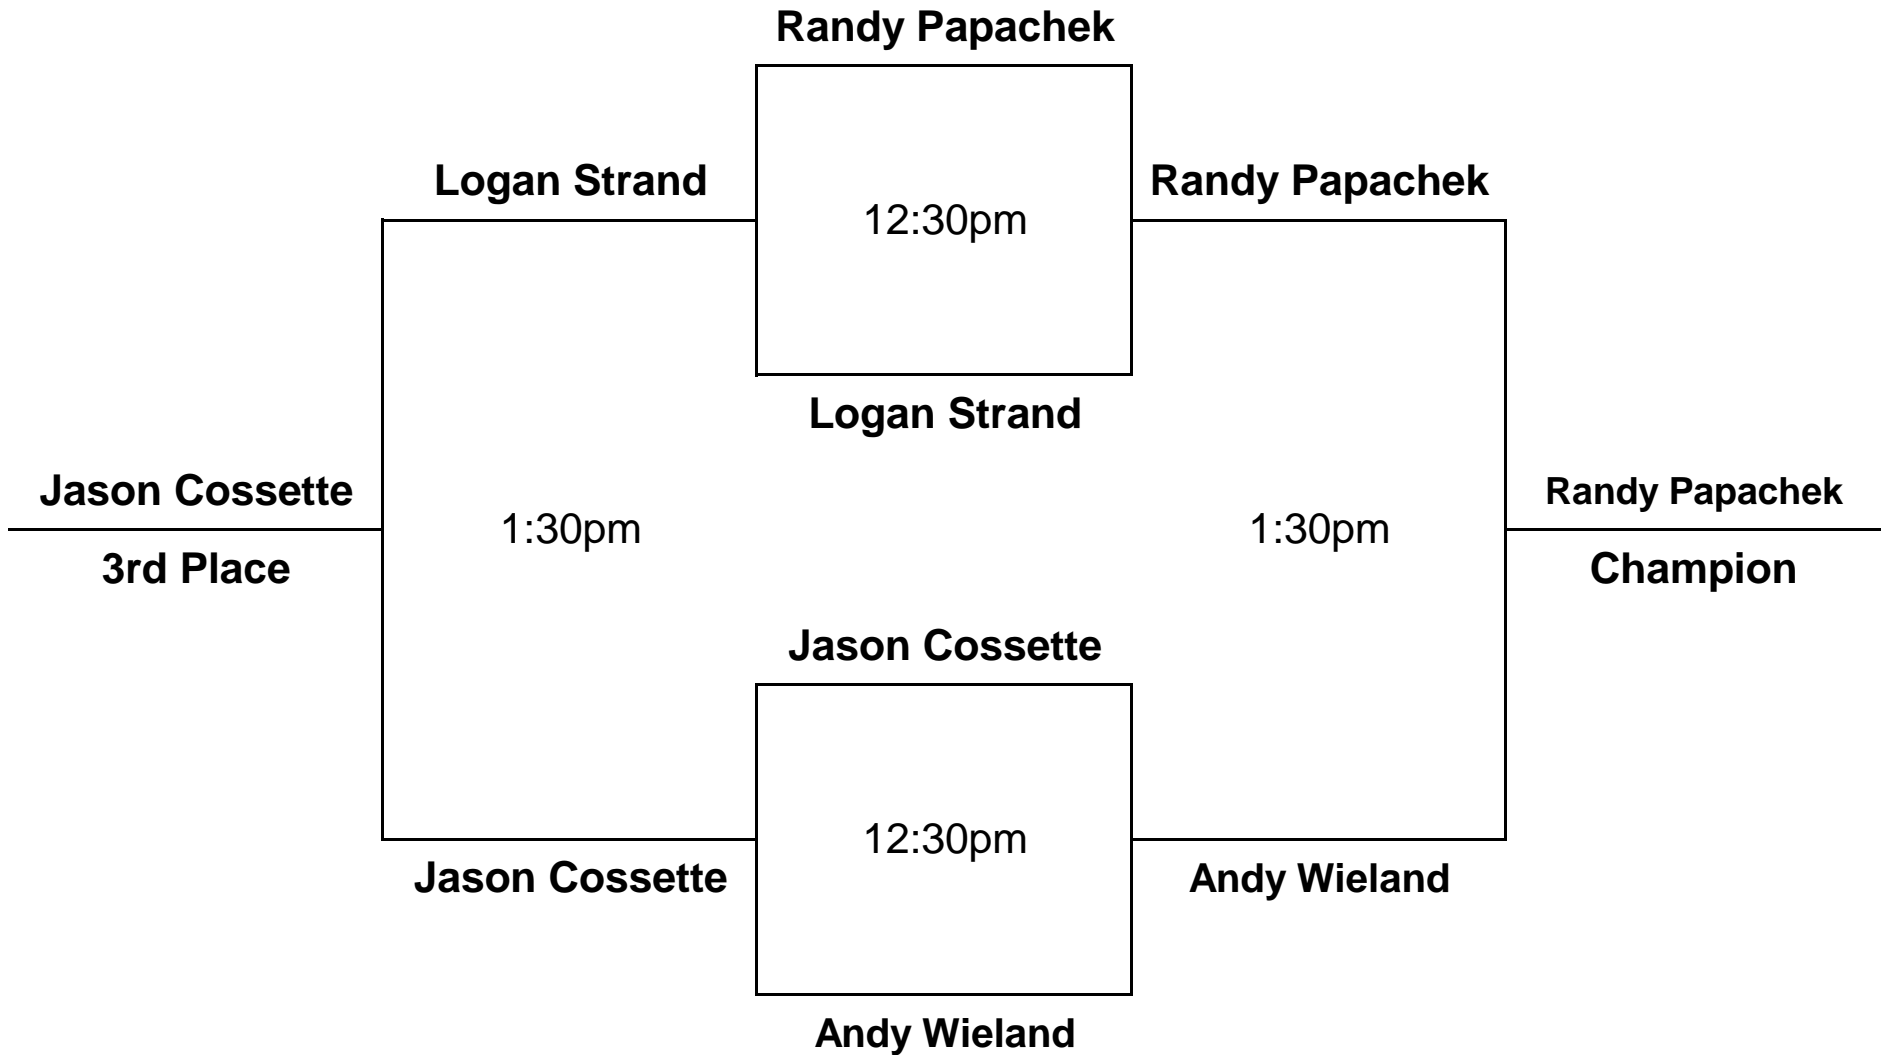 Randy Papachek
Logan Strand
12:30pm
Randy Papachek
Logan Strand
Jason Cossette
3rd Place
1:30pm
1:30pm
Randy Papachek
Champion
Jason Cossette
12:30pm
Jason Cossette
Andy Wieland
Andy Wieland